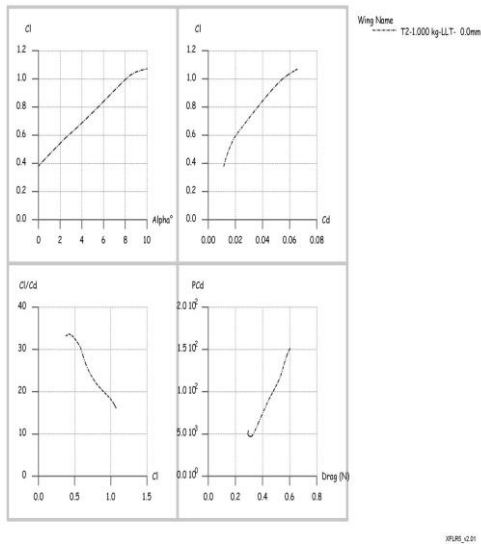 Wing Name
T2-1.000 kg-LLT- 0.0mm
Cl
1.2
1.0
0.8
0.6
0.4
0.2
0.0
0 2 4 6 8 10
Alpha°
Cl
1.2
1.0
0.8
0.6
0.4
0.2
0.0
0.00 0.02 0.04 0.06 0.08
Cd
Cl/Cd
40
30
20
10
0
0.0 0.5 1.0 1.5
Cl
PCd
2.0 10²
1.5 10²
1.0 10²
5.0 10³
0.0 10⁰
0.0 0.2 0.4 0.6 0.8
Drag (N)
XFLR5_v2.01